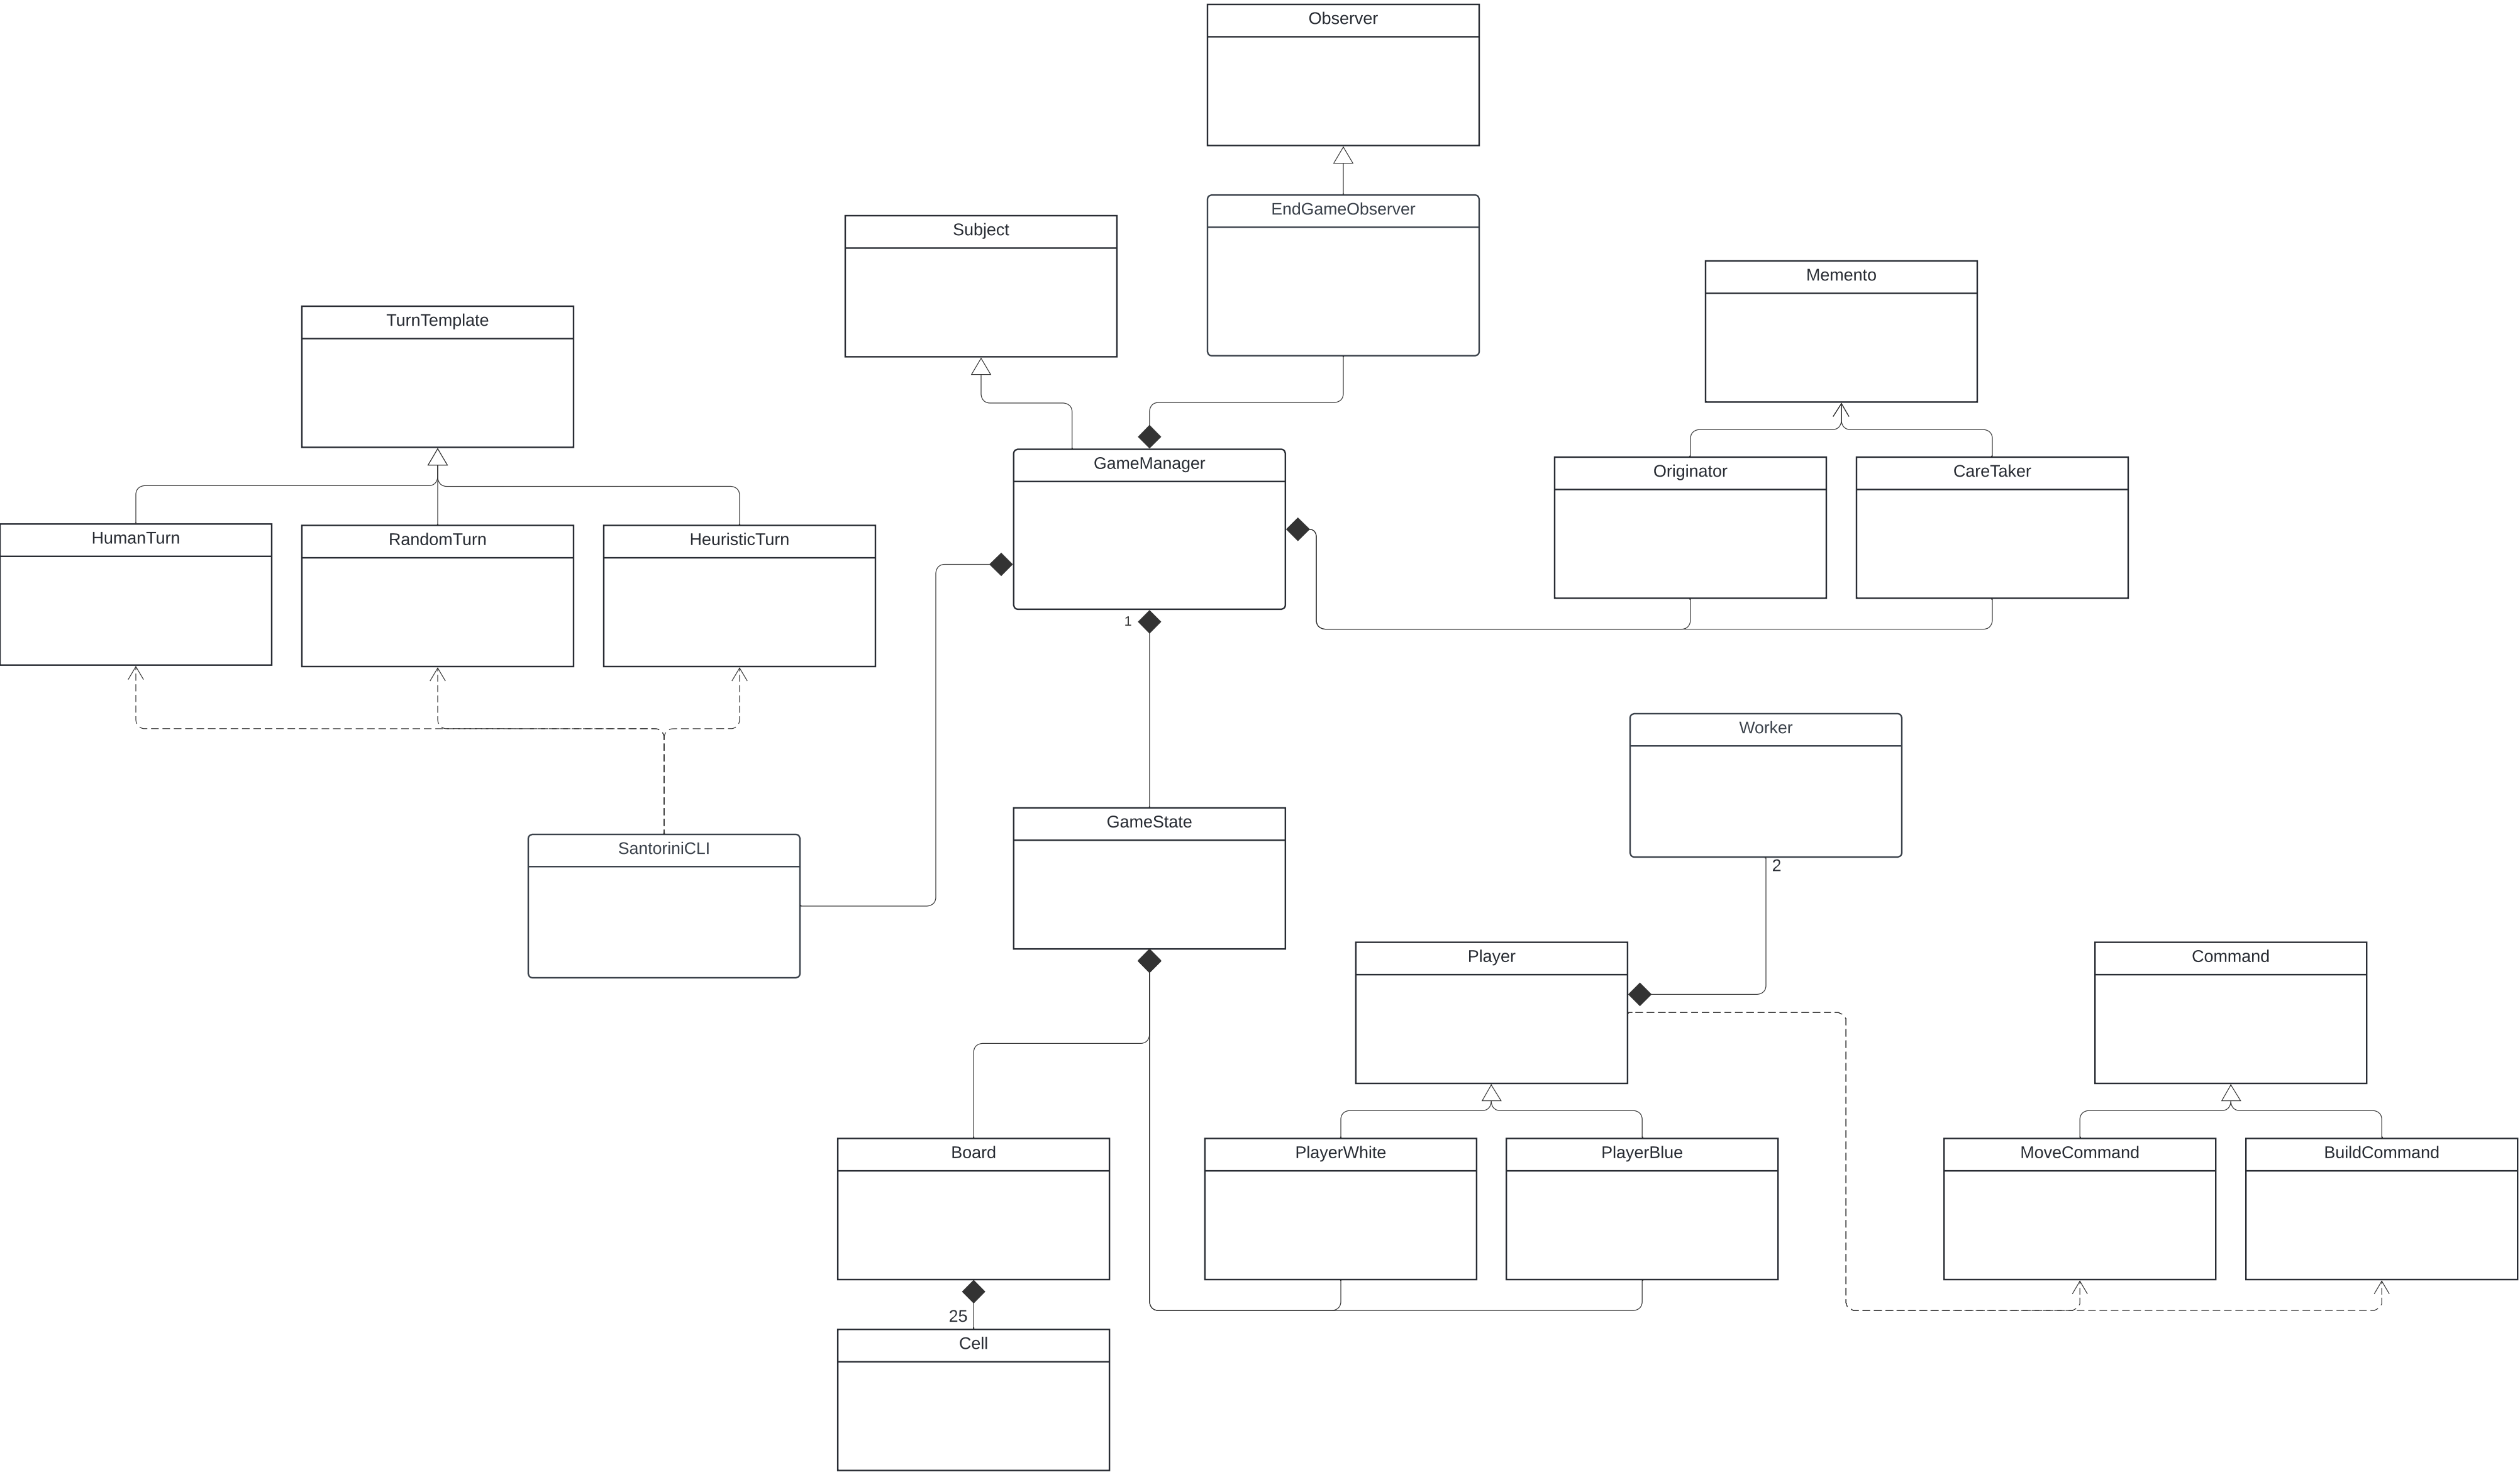 Observer
EndGameObserver
Subject
Memento
TurnTemplate
GameManager
Originator
CareTaker
HumanTurn
RandomTurn
HeuristicTurn
1
Worker
GameState
SantoriniCLI
2
Player
Command
Board
PlayerWhite
PlayerBlue
MoveCommand
BuildCommand
25
Cell